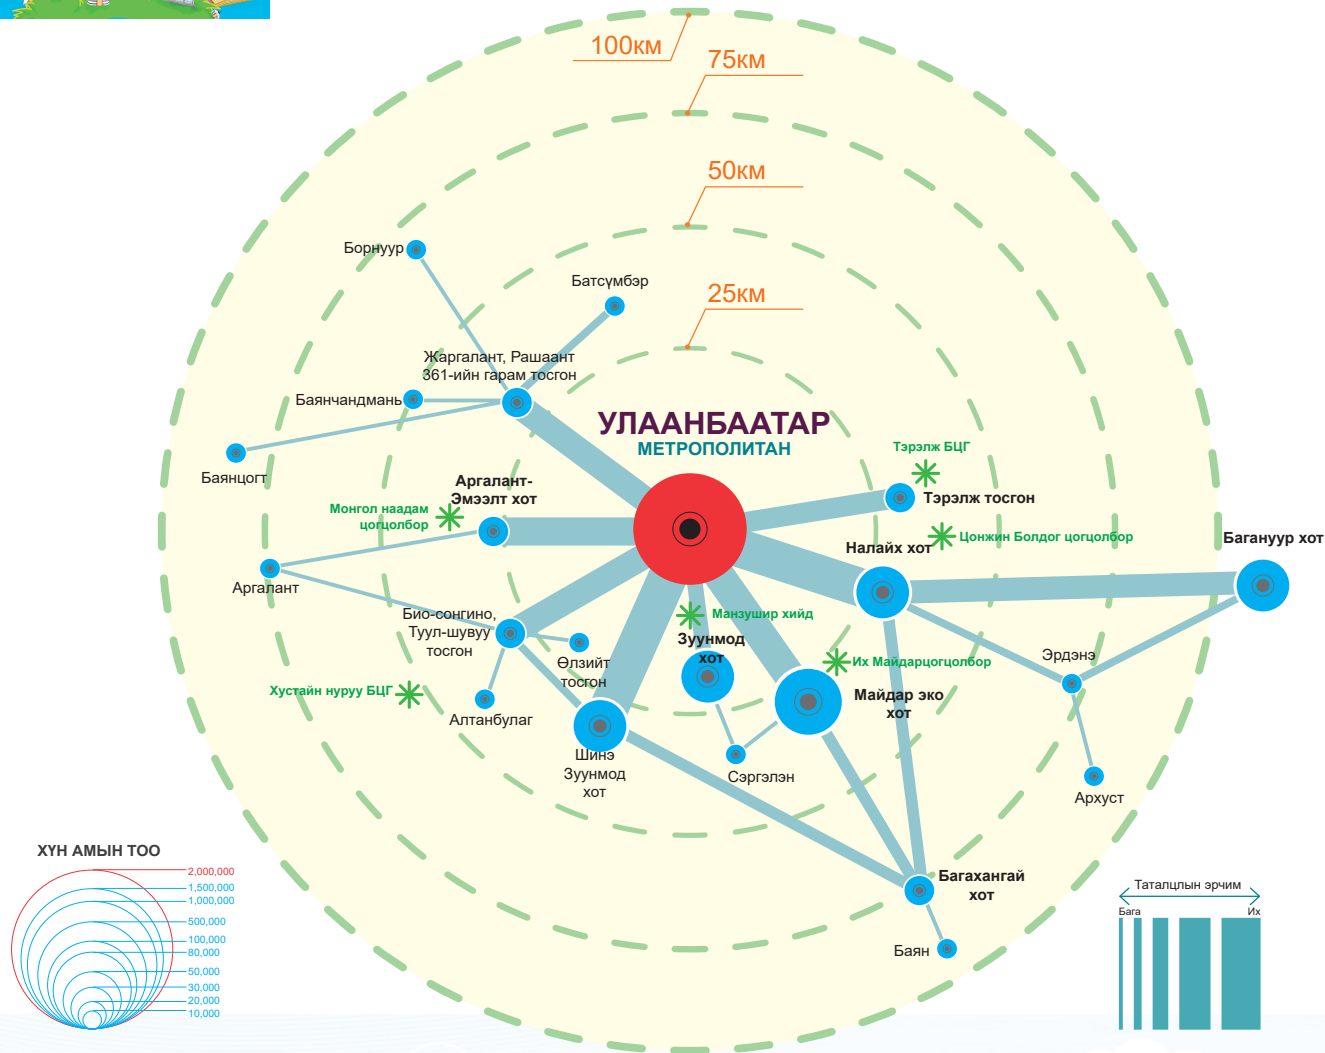 100км
75км
50км
25км
Борнуур
Батсүмбэр
Жаргалант, Рашаант
361-ийн гарам тосгон
Баянчандмань
Баянцогт
УЛААНБААТАР
МЕТРОПОЛИТАН
Тэрэлж БЦГ
Аргалант-
Эмээлт хот
Тэрэлж тосгон
Монгол наадам
цогцолбор
Цонжин Болдог цогцолбор
Налайх хот
Багануур хот
Аргалант
Био-сонгино,
Туул-шувуу
тосгон
Манзушир хийд
Зуунмод
хот
Өлзийт
тосгон
Их Майдарцогцолбор
Эрдэнэ
Хустайн нуруу БЦГ
Алтанбулаг
Майдар эко
хот
Шинэ
Зуунмод
хот
Сэргэлэн
Архуст
Багахангай
хот
Баян
ХҮН АМЫН ТОО
2,000,000
1,500,000
1,000,000
500,000
100,000
80,000
50,000
30,000
20,000
10,000
Таталцлын эрчим
Бага Их